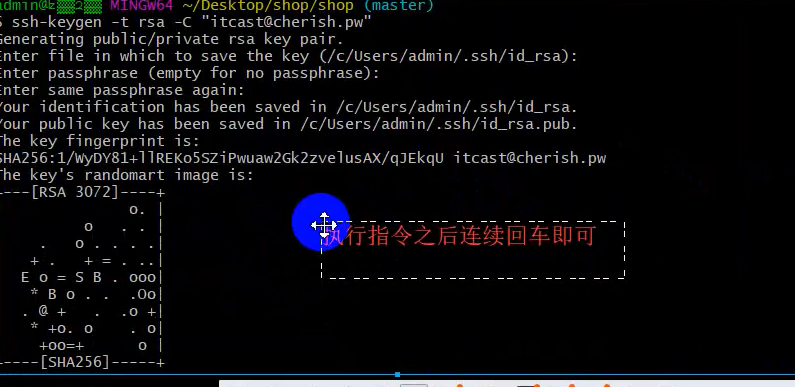 MINGW64 ~/Desktop/shop/shop (master)
$ ssh-keygen -t rsa -C "itcast@cherish.pw"
Generating public/private rsa key pair.
Enter file in which to save the key (/c/Users/admin/.ssh/id_rsa):
Enter passphrase (empty for no passphrase):
Enter same passphrase again:
Your identification has been saved in /c/Users/admin/.ssh/id_rsa.
Your public key has been saved in /c/Users/admin/.ssh/id_rsa.pub.
The key fingerprint is:
SHA256:1/WyDY81+llREKo5SZiPwuaw2Gk2zvelusAX/qJEkqU itcast@cherish.pw
The key's randomart image is:
+---[RSA 3072]----+
|              o. |
|         o   . . |
|    .   o . . . .|
|   + .   + = . ..|
|  E o = S B . ooo|
|   * B o . .  .Oo|
|  . @ +   .  .o +|
|   * +o. o    . o|
|    +oo=+      o |
+----[SHA256]-----+
执行指令之后连续回车即可